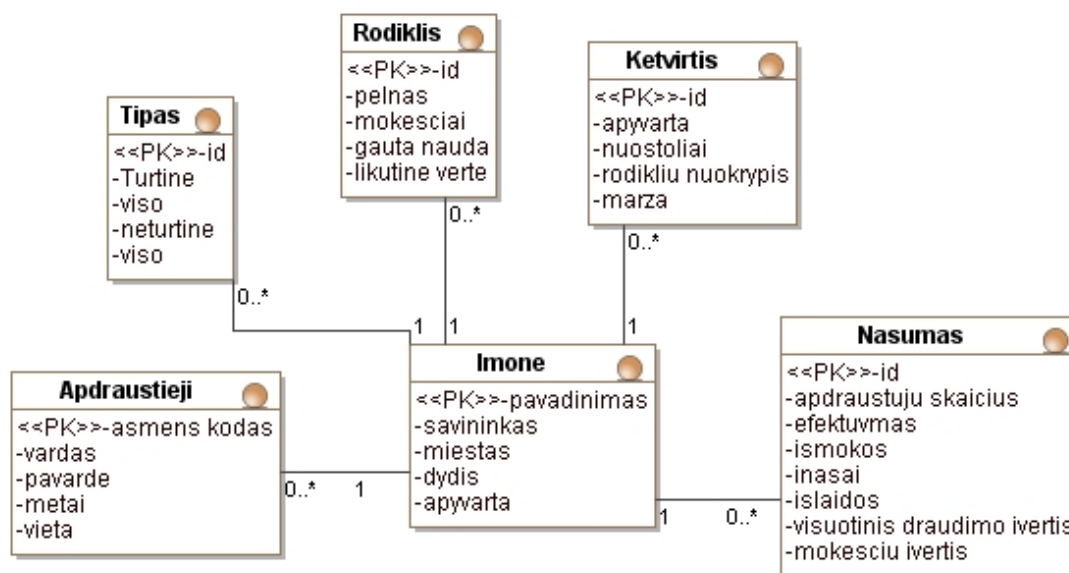 Rodiklis
<<PK>>-id
-pelnas
-mokesciai
-gauta nauda
-likutine verte
0..*
1
Ketvirtis
<<PK>>-id
-apyvarta
-nuostoliai
-rodikliu nuokrypis
-marza
0..*
1
Tipas
<<PK>>-id
-Turtine
-viso
-neturtine
-viso
0..*
1
Imone
<<PK>>-pavadinimas
-savininkas
-miestas
-dydis
-apyvarta
Apdraustieji
<<PK>>-asmens kodas
-vardas
-pavarde
-metai
-vieta
0..*
1
Nasumas
<<PK>>-id
-apdraustuju skaicius
-efektuvmas
-ismokos
-inasai
-islaidos
-visuotinis draudimo ivertis
-mokesciu ivertis
1
0..*